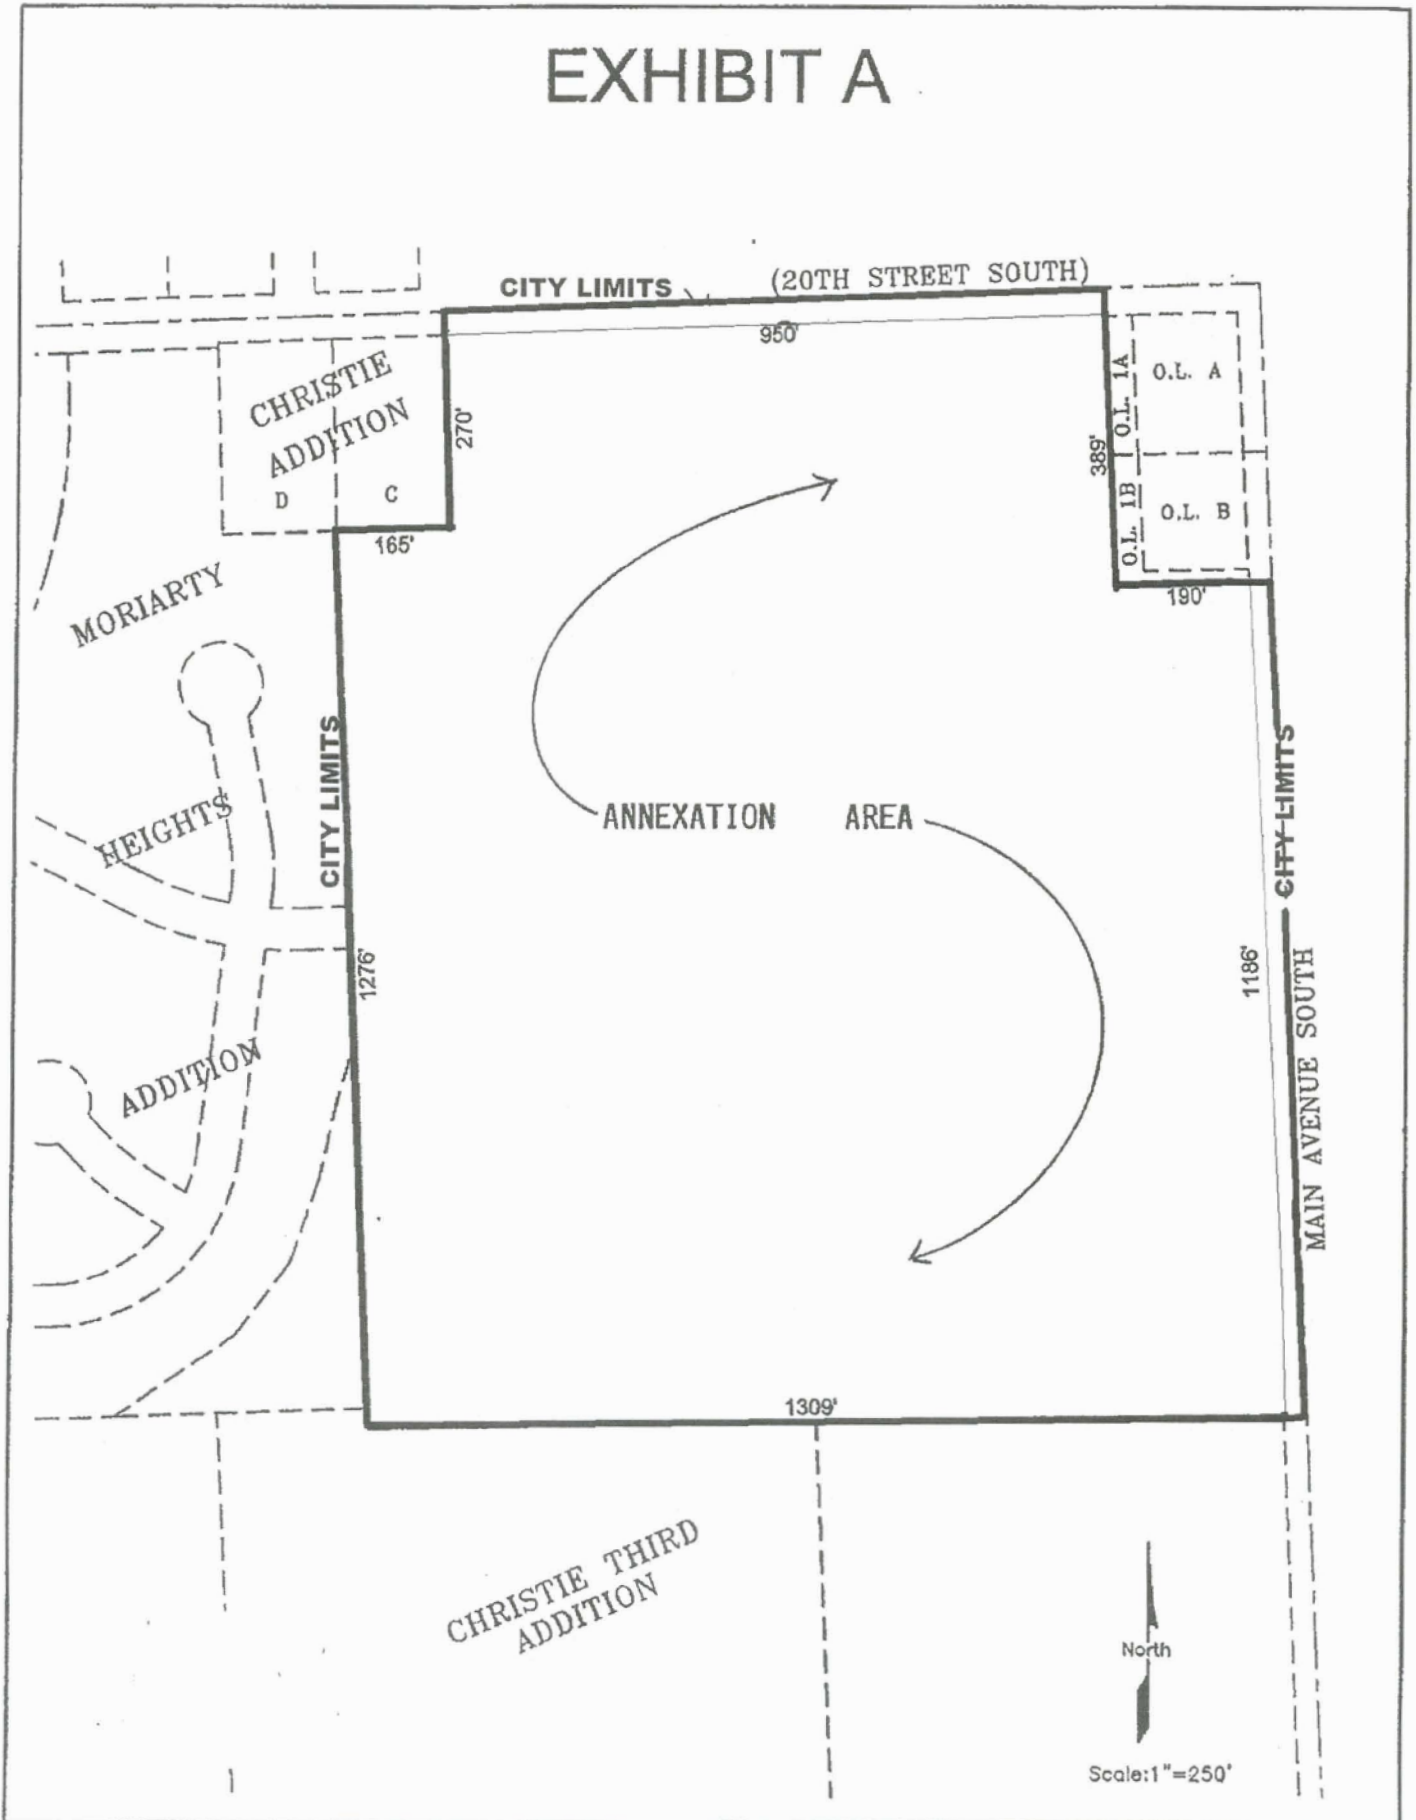 EXHIBIT A
CITY LIMITS
(20TH STREET SOUTH)
950'
CHRISTIE
ADDITION
D
C
270'
165'
389'
O.L. 1A
O.L. A
O.L. 1B
O.L. B
190'
MORIARTY
HEIGHTS
ADDITION
CITY LIMITS
1276'
ANNEXATION AREA
CITY LIMITS
1186'
MAIN AVENUE SOUTH
1309'
CHRISTIE THIRD
ADDITION
North
Scale:1"=250'